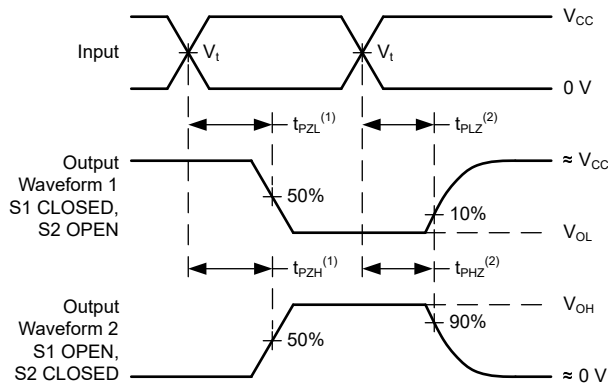 V_CC
Input
V_t
V_t
0 V
t_PZL^(1)
t_PLZ^(2)
Output
Waveform 1
S1 CLOSED,
S2 OPEN
≈ V_CC
50%
10%
V_OL
t_PZH^(1)
t_PHZ^(2)
Output
Waveform 2
S1 OPEN,
S2 CLOSED
V_OH
50%
90%
≈ 0 V